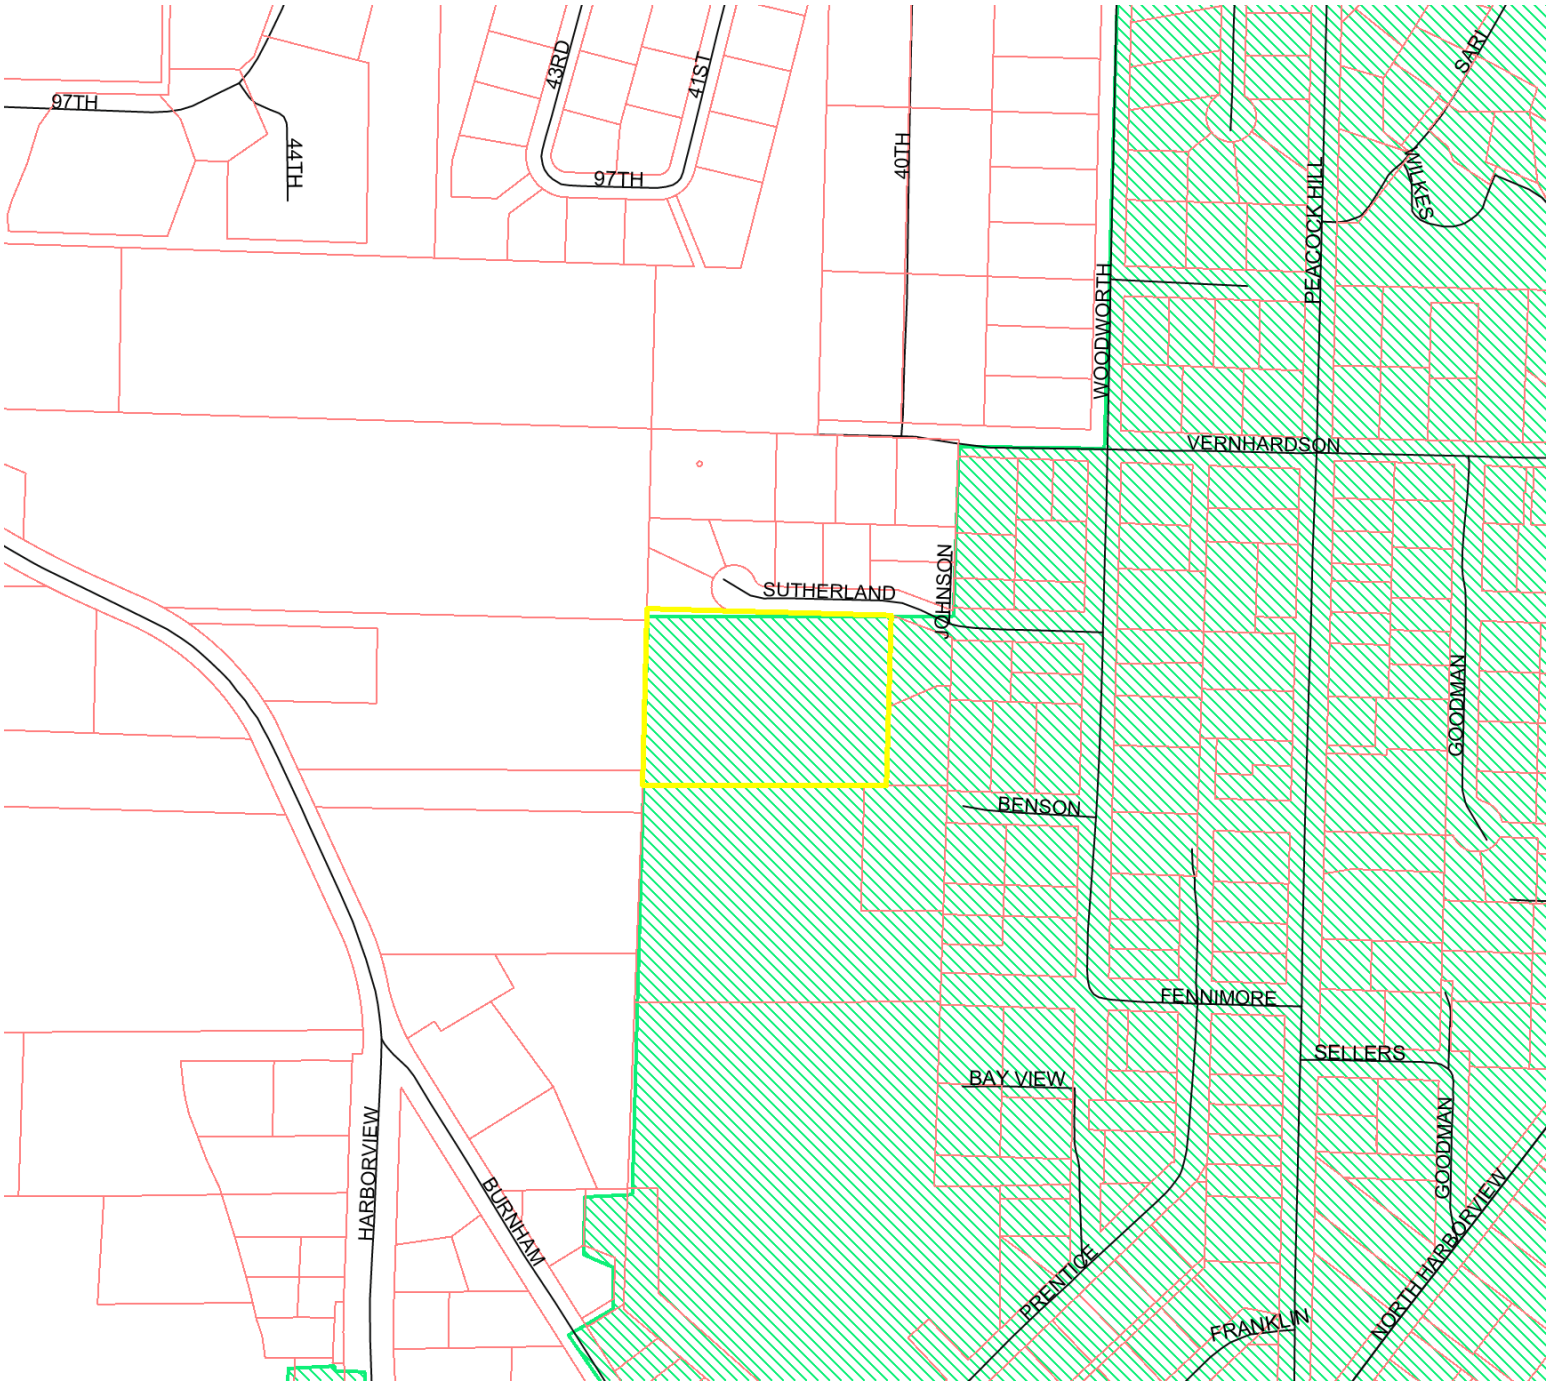 SARI
43RD
41ST
97TH
40TH
44TH
WILKES
97TH
PEACOCK HILL
WOODWORTH
VERNHARDSON
JOHNSON
SUTHERLAND
GOODMAN
BENSON
FENNIMORE
SELLERS
BAY VIEW
GOODMAN
HARBORVIEW
BURNHAM
NORTH HARBORVIEW
PRENTICE
FRANKLIN